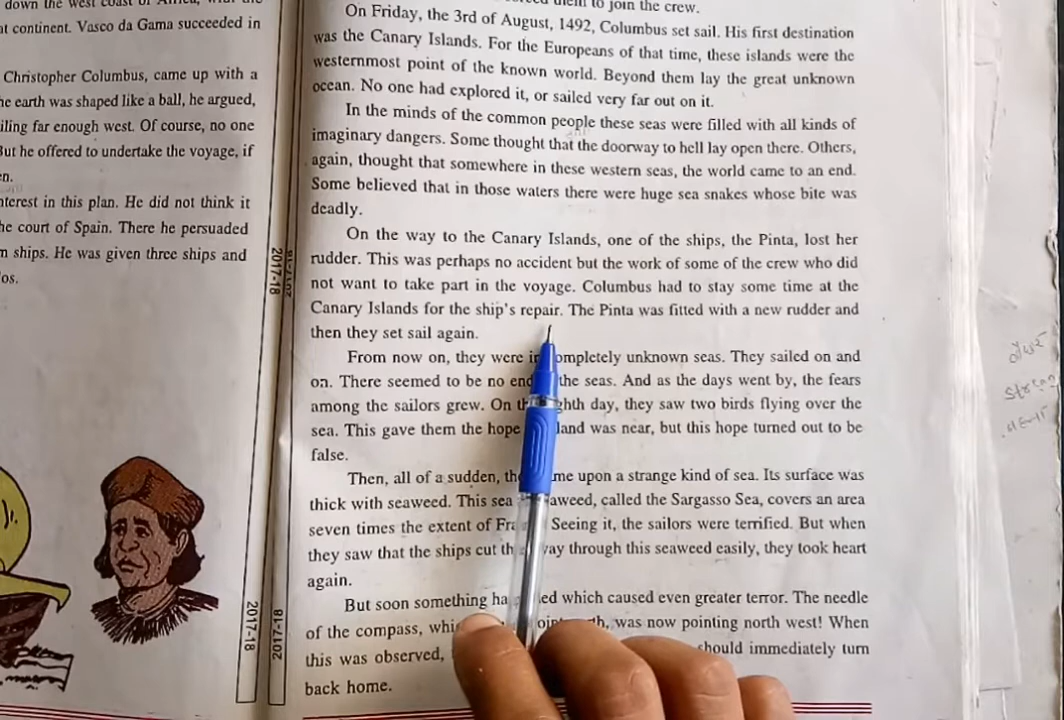 down the west coast of Africa, with the
at continent. Vasco da Gama succeeded in
Christopher Columbus, came up with a
he earth was shaped like a ball, he argued,
iling far enough west. Of course, no one
But he offered to undertake the voyage, if
en.
nterest in this plan. He did not think it
he court of Spain. There he persuaded
m ships. He was given three ships and
os.
2017-18
2017-18
them to join the crew.
On Friday, the 3rd of August, 1492, Columbus set sail. His first destination
was the Canary Islands. For the Europeans of that time, these islands were the
westernmost point of the known world. Beyond them lay the great unknown
ocean. No one had explored it, or sailed very far out on it.
In the minds of the common people these seas were filled with all kinds of
imaginary dangers. Some thought that the doorway to hell lay open there. Others,
again, thought that somewhere in these western seas, the world came to an end.
Some believed that in those waters there were huge sea snakes whose bite was
deadly.
On the way to the Canary Islands, one of the ships, the Pinta, lost her
rudder. This was perhaps no accident but the work of some of the crew who did
not want to take part in the voyage. Columbus had to stay some time at the
Canary Islands for the ship's repair. The Pinta was fitted with a new rudder and
then they set sail again.
From now on, they were in ompletely unknown seas. They sailed on and
on. There seemed to be no end the seas. And as the days went by, the fears
among the sailors grew. On th ghth day, they saw two birds flying over the
sea. This gave them the hope land was near, but this hope turned out to be
false.
Then, all of a sudden, the me upon a strange kind of sea. Its surface was
thick with seaweed. This sea aweed, called the Sargasso Sea, covers an area
seven times the extent of Fra Seeing it, the sailors were terrified. But when
they saw that the ships cut th way through this seaweed easily, they took heart
again.
But soon something ha ed which caused even greater terror. The needle
of the compass, whi th, was now pointing north west! When
this was observed, should immediately turn
back home.
2017-18